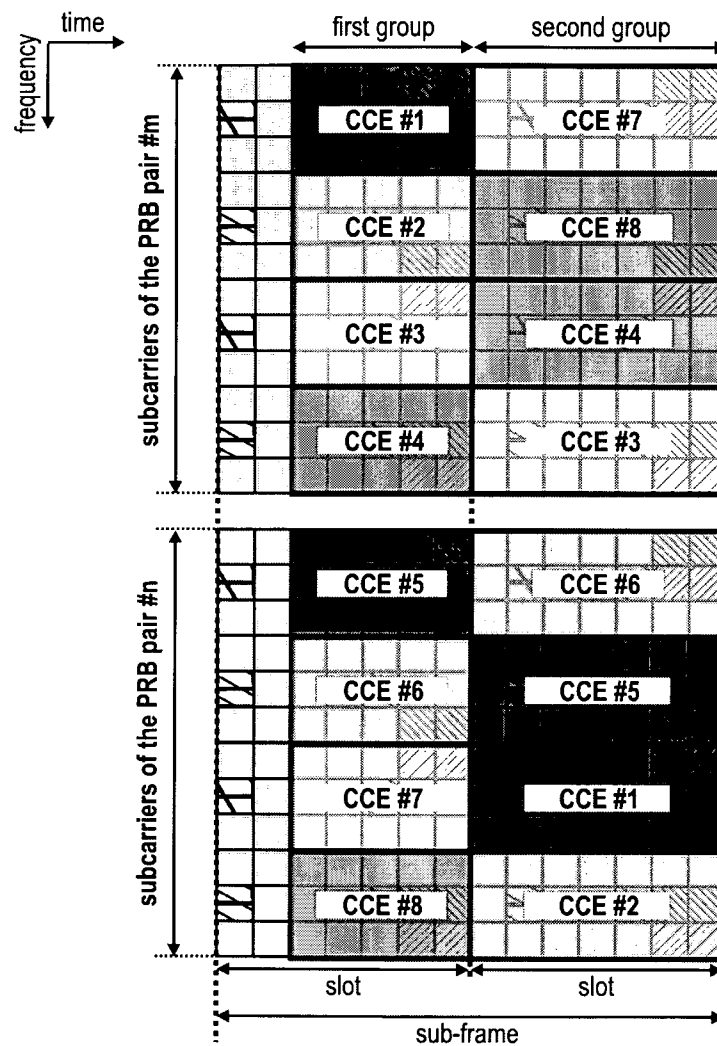 time
frequency
first group
second group
subcarriers of the PRB pair #m
CCE #1
CCE #7
CCE #2
CCE #8
CCE #3
CCE #4
CCE #4
CCE #3
subcarriers of the PRB pair #n
CCE #5
CCE #6
CCE #6
CCE #5
CCE #7
CCE #1
CCE #8
CCE #2
slot
slot
sub-frame